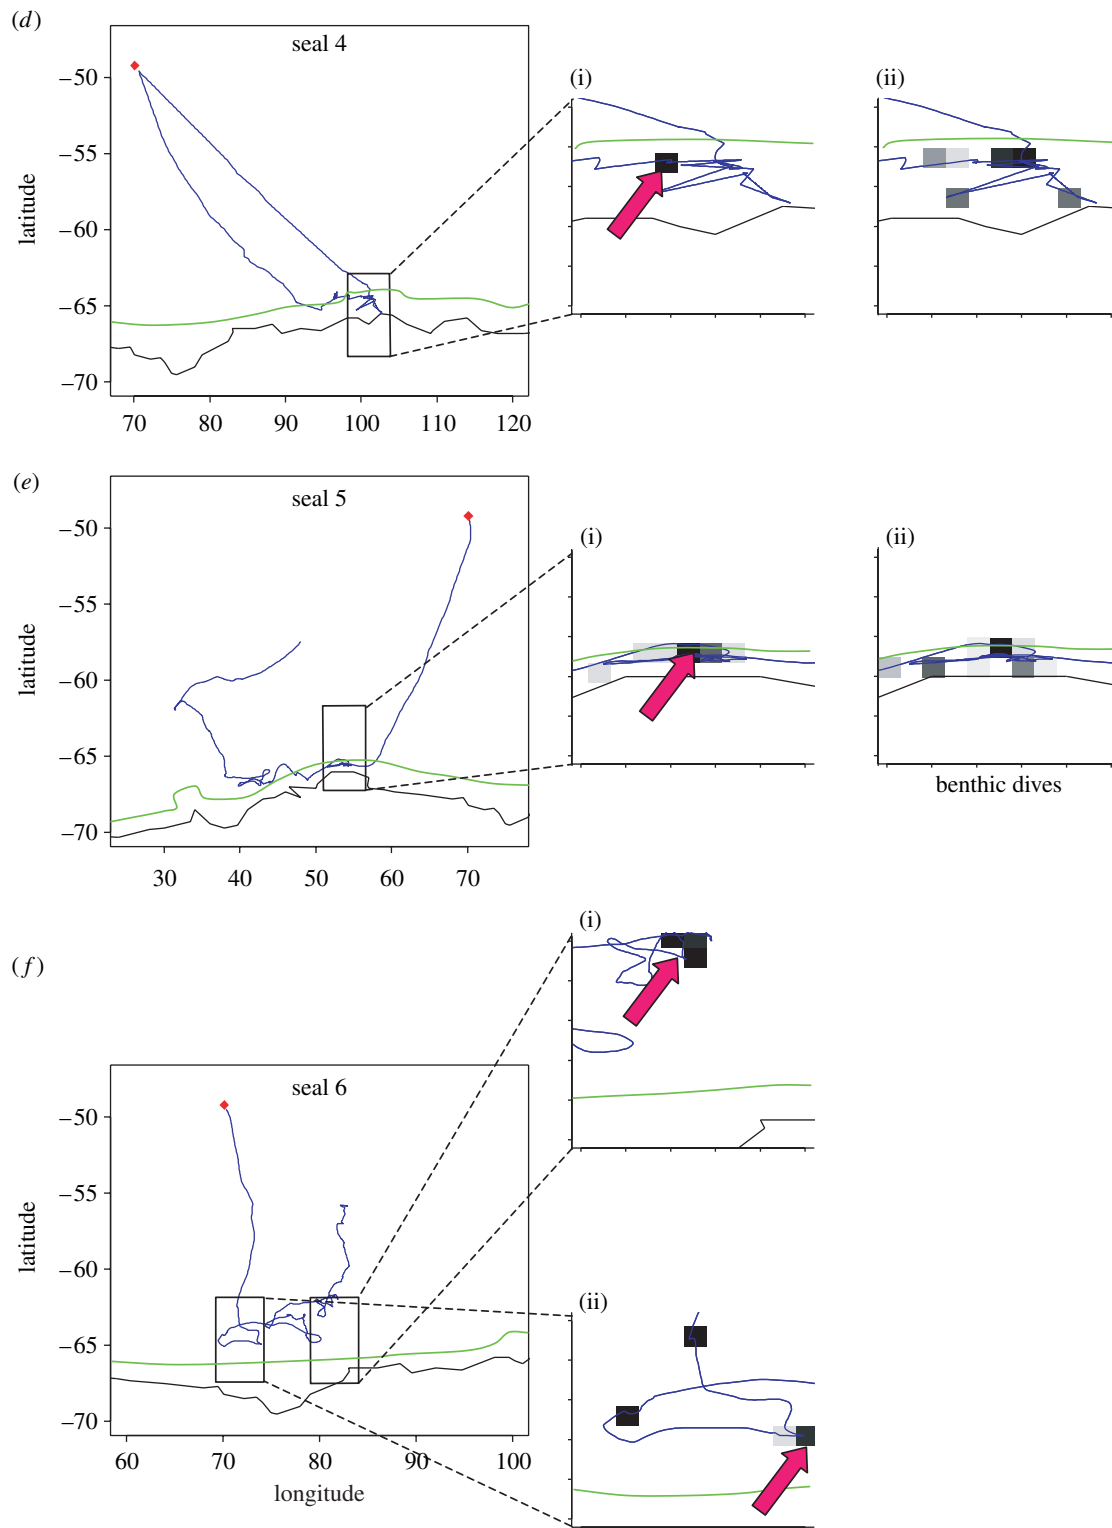 (d)
seal 4
(i)
(ii)
latitude
−50
−55
−60
−65
−70
70 80 90 100 110 120
(e)
seal 5
(i)
(ii)
latitude
−50
−55
−60
−65
−70
30 40 50 60 70
benthic dives
(f)
seal 6
(i)
(ii)
latitude
−50
−55
−60
−65
−70
60 70 80 90 100
longitude